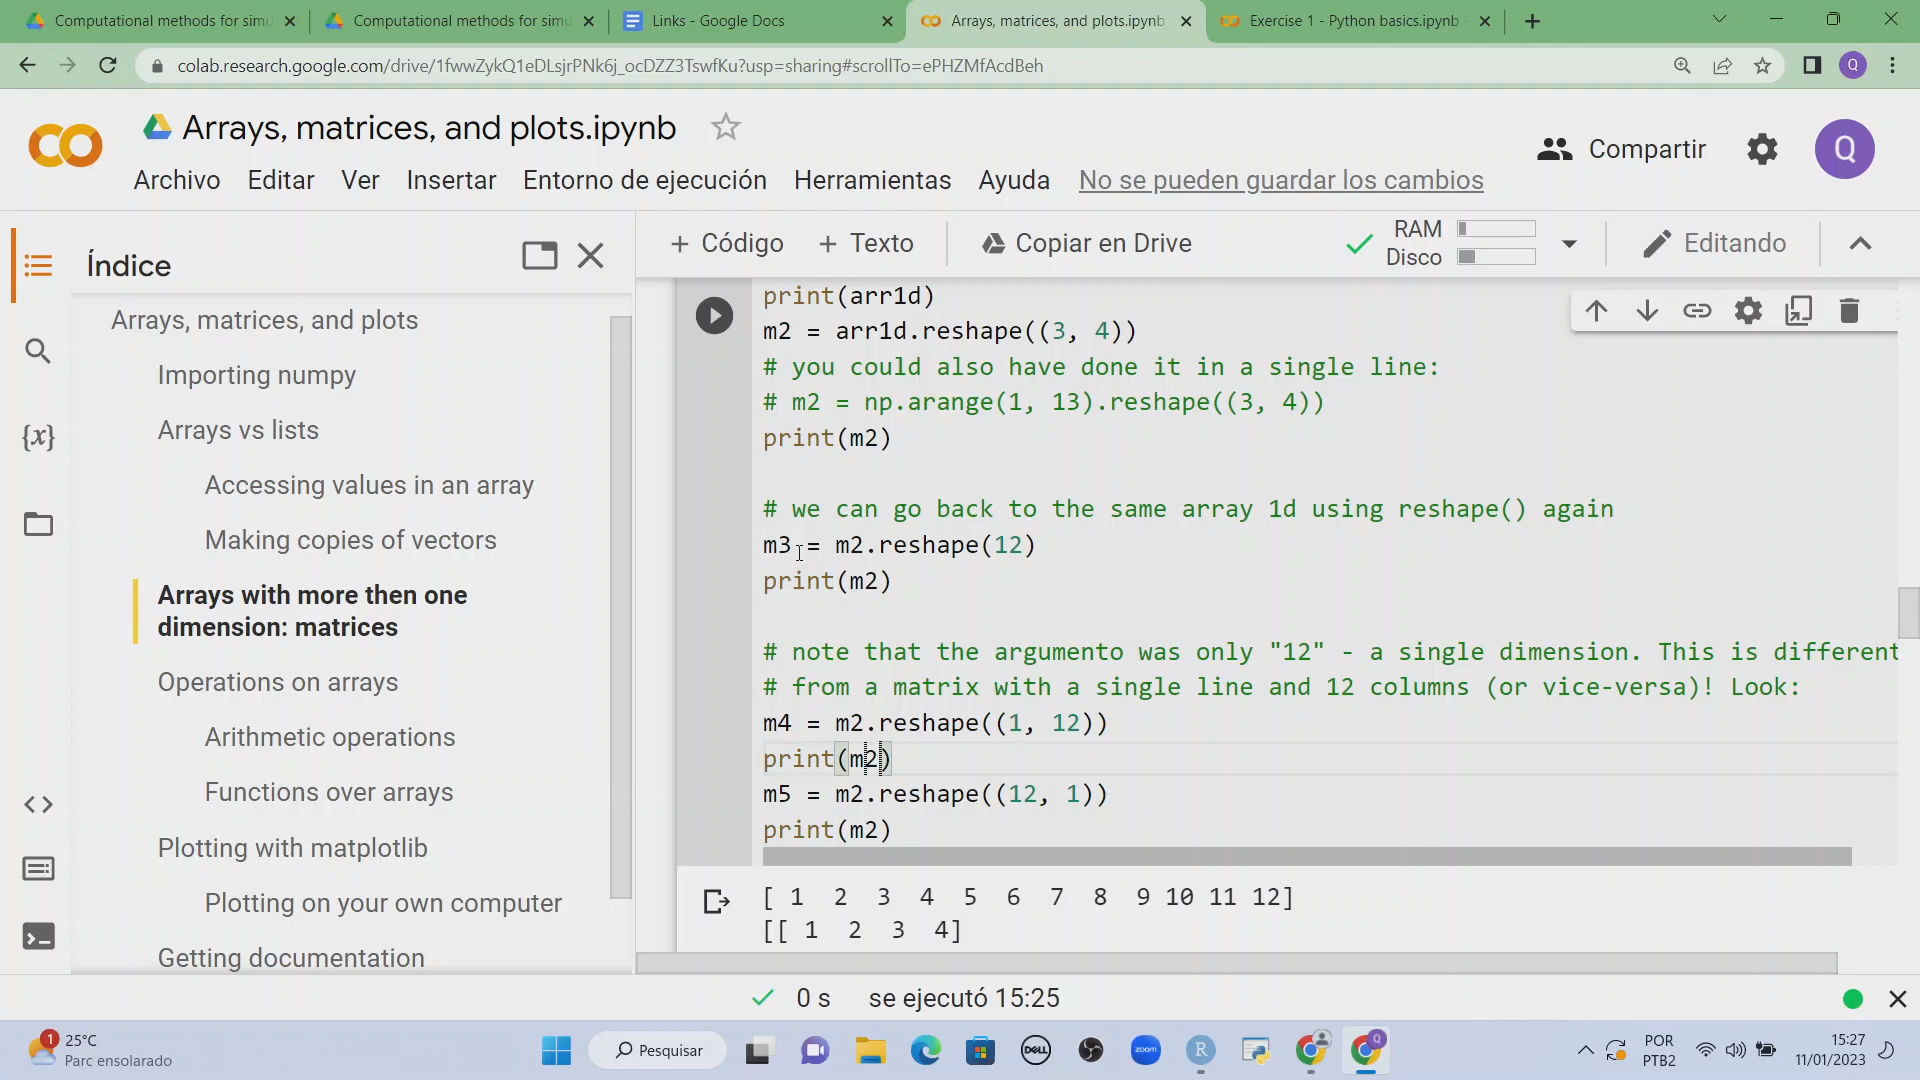 Computational methods for simu
Computational methods for simu
Links - Google Docs
Arrays, matrices, and plots.ipynb
Exercise 1 - Python basics.ipynb
colab.research.google.com/drive/1fwwZykQ1eDLsjrPNk6j_ocDZZ3TswfKu?usp=sharing#scrollTo=ePHZMfAcdBeh
Q
Arrays, matrices, and plots.ipynb
Compartir
Q
Archivo Editar Ver Insertar Entorno de ejecución Herramientas Ayuda No se pueden guardar los cambios
+ Código + Texto Copiar en Drive
RAM
Disco
Editando
Índice
Arrays, matrices, and plots
Importing numpy
Arrays vs lists
Accessing values in an array
Making copies of vectors
Arrays with more then one
dimension: matrices
Operations on arrays
Arithmetic operations
Functions over arrays
Plotting with matplotlib
Plotting on your own computer
Getting documentation
{x}
print(arr1d)
m2 = arr1d.reshape((3, 4))
# you could also have done it in a single line:
# m2 = np.arange(1, 13).reshape((3, 4))
print(m2)
# we can go back to the same array 1d using reshape() again
m3 = m2.reshape(12)
print(m2)
# note that the argumento was only "12" - a single dimension. This is different
# from a matrix with a single line and 12 columns (or vice-versa)! Look:
m4 = m2.reshape((1, 12))
print(m2)
m5 = m2.reshape((12, 1))
print(m2)
[ 1 2 3 4 5 6 7 8 9 10 11 12]
[[ 1 2 3 4]
0 s se ejecutó 15:25
1
25°C
Parc ensolarado
Pesquisar
DELL
zoom
R
Q
POR
PTB2
15:27
11/01/2023